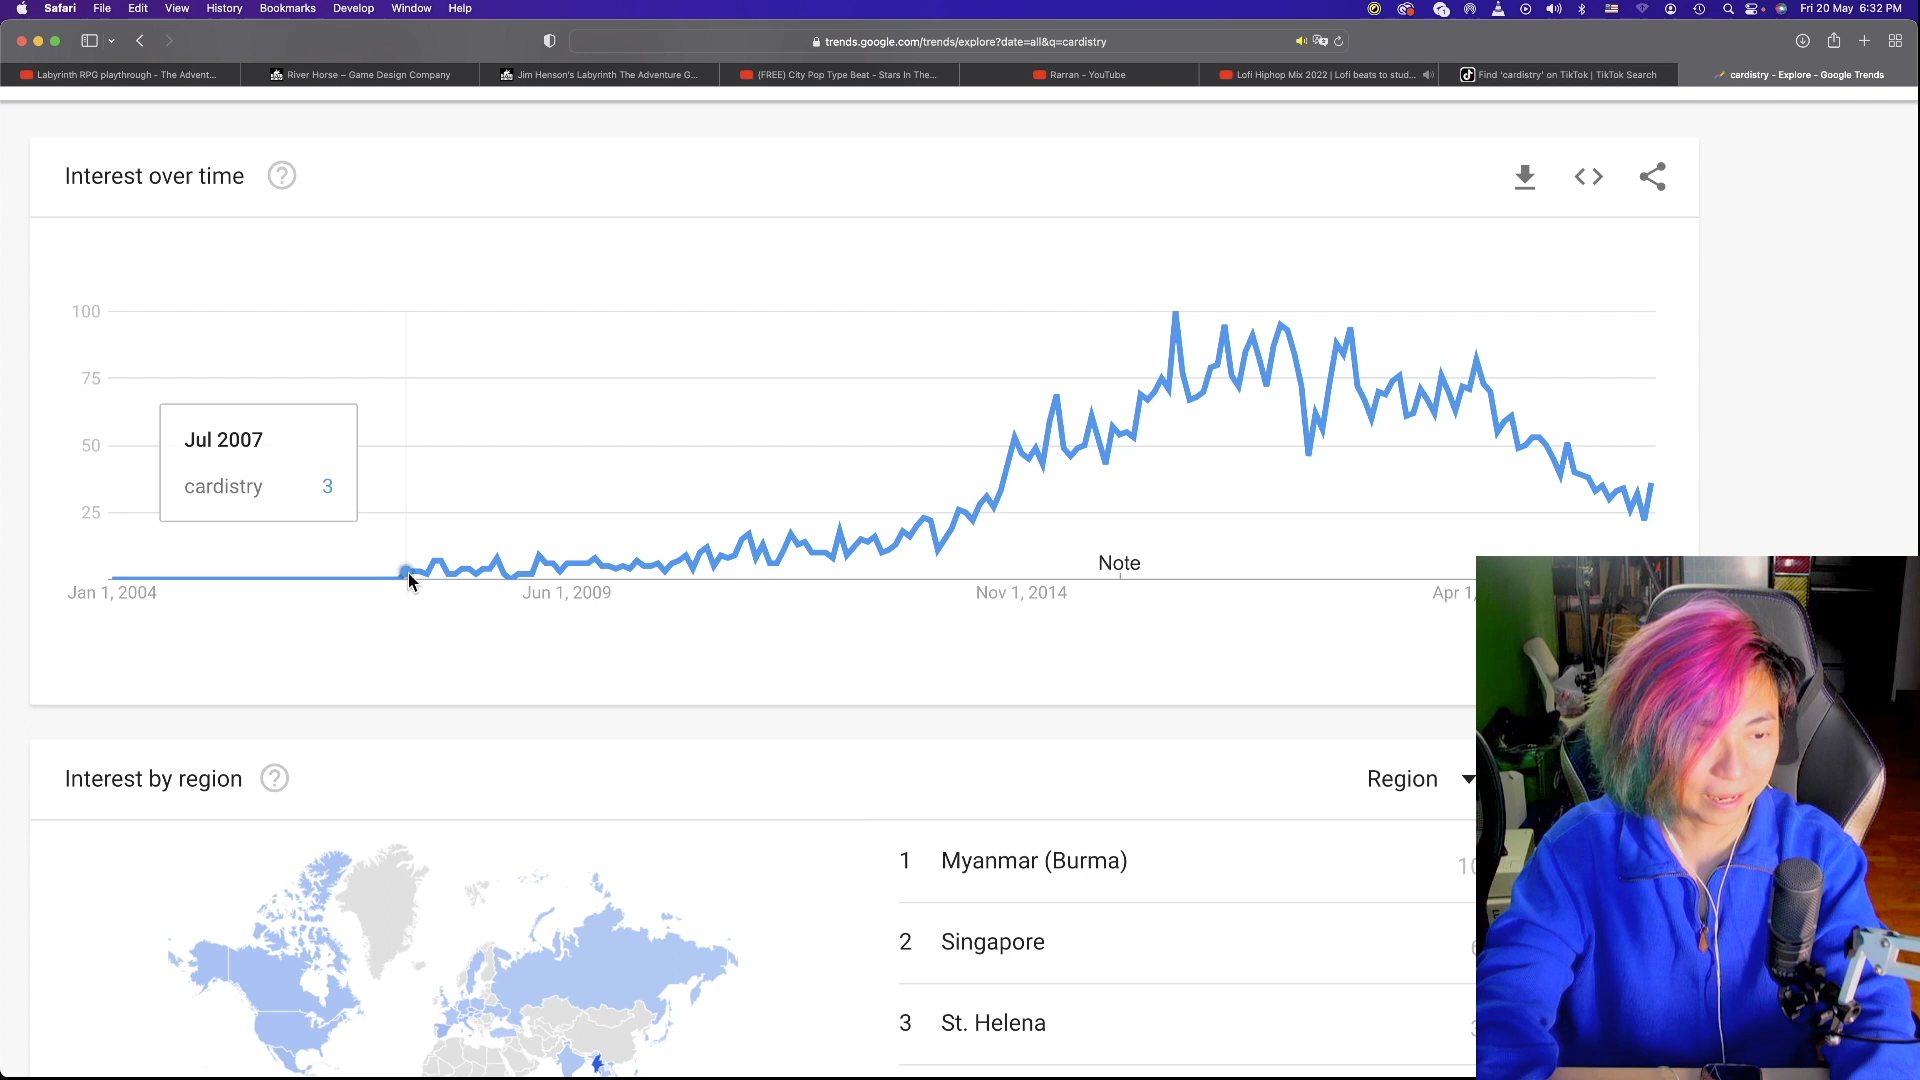 Safari File Edit View History Bookmarks Develop Window Help Fri 20 May 6:32 PM
trends.google.com/trends/explore?date=all&q=cardistry
Labyrinth RPG playthrough - The Advent... River Horse – Game Design Company Jim Henson's Labyrinth The Adventure G... (FREE) City Pop Type Beat - Stars In The... Rarran - YouTube Lofi Hiphop Mix 2022 | Lofi beats to stud... Find 'cardistry' on TikTok | TikTok Search cardistry - Explore - Google Trends
Interest over time ?
100
75
50
25
Jul 2007
cardistry 3
Note
Jan 1, 2004 Jun 1, 2009 Nov 1, 2014 Apr 1,
Interest by region ? Region
1 Myanmar (Burma)
2 Singapore
3 St. Helena